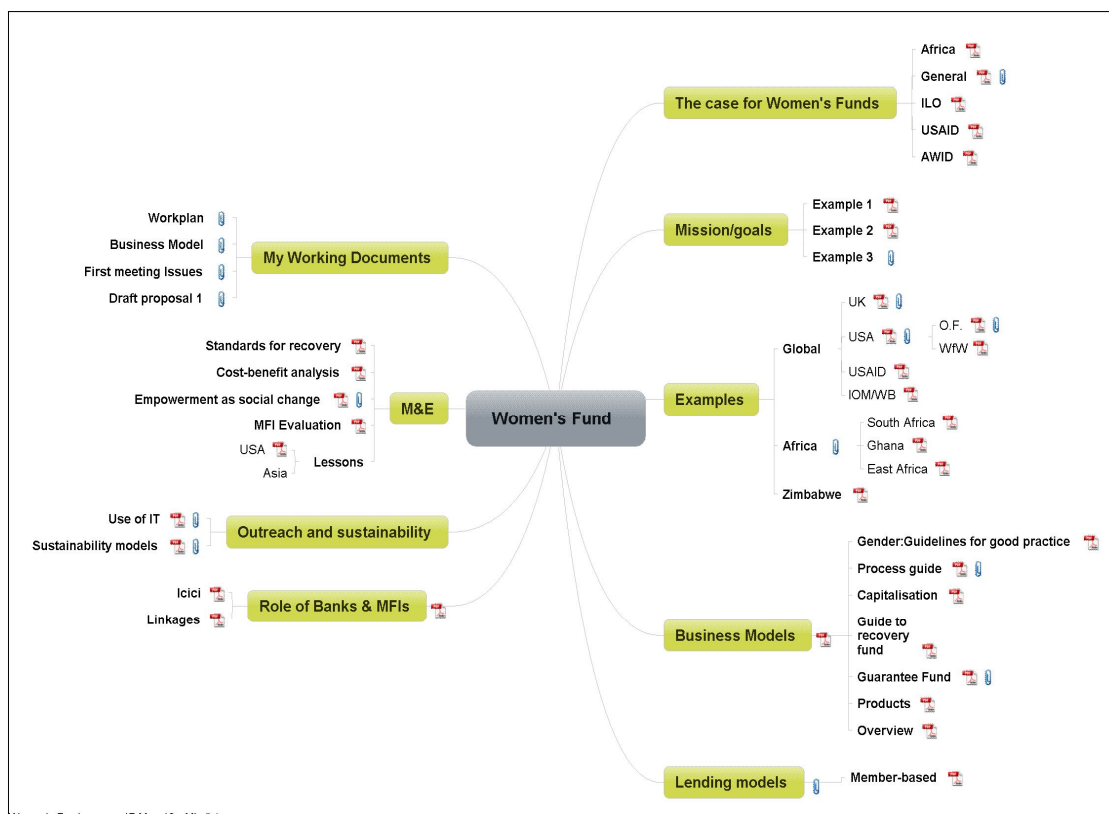 Women's Fund
The case for Women's Funds
Africa
General
ILO
USAID
AWID
Mission/goals
Example 1
Example 2
Example 3
Examples
Global
UK
USA
O.F.
WfW
USAID
IOM/WB
Africa
South Africa
Ghana
East Africa
Zimbabwe
Business Models
Gender:Guidelines for good practice
Process guide
Capitalisation
Guide to
recovery
fund
Guarantee Fund
Products
Overview
Lending models
Member-based
My Working Documents
Workplan
Business Model
First meeting Issues
Draft proposal 1
M&E
Standards for recovery
Cost-benefit analysis
Empowerment as social change
MFI Evaluation
Lessons
USA
Asia
Outreach and sustainability
Use of IT
Sustainability models
Role of Banks & MFIs
Icici
Linkages